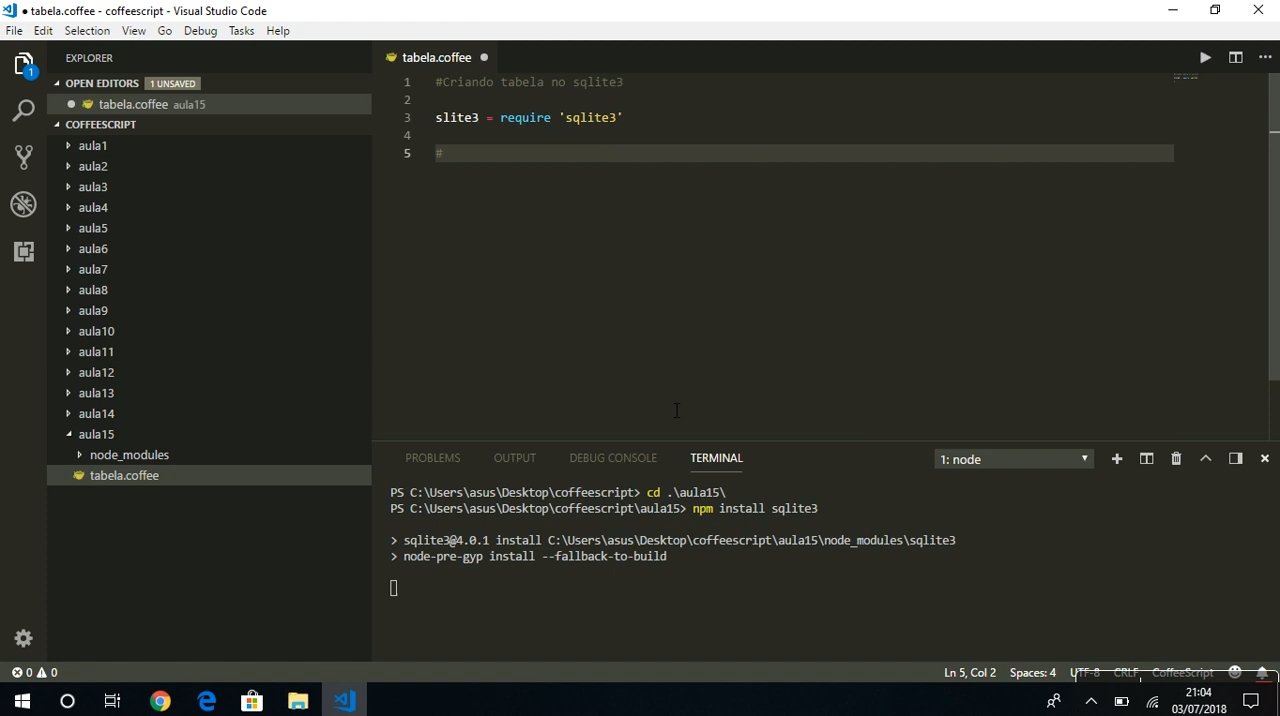 ● tabela.coffee - coffeescript - Visual Studio Code
File Edit Selection View Go Debug Tasks Help
EXPLORER
OPEN EDITORS 1 UNSAVED
tabela.coffee aula15
COFFEESCRIPT
aula1
aula2
aula3
aula4
aula5
aula6
aula7
aula8
aula9
aula10
aula11
aula12
aula13
aula14
aula15
node_modules
tabela.coffee
1
tabela.coffee
1 #Criando tabela no sqlite3
2
3 slite3 = require 'sqlite3'
4
5 #
PROBLEMS OUTPUT DEBUG CONSOLE TERMINAL 1: node
PS C:\Users\asus\Desktop\coffeescript> cd .\aula15\
PS C:\Users\asus\Desktop\coffeescript\aula15> npm install sqlite3
> sqlite3@4.0.1 install C:\Users\asus\Desktop\coffeescript\aula15\node_modules\sqlite3
> node-pre-gyp install --fallback-to-build
0 0 Ln 5, Col 2 Spaces: 4 UTF-8 CRLF CoffeeScript
21:04
03/07/2018